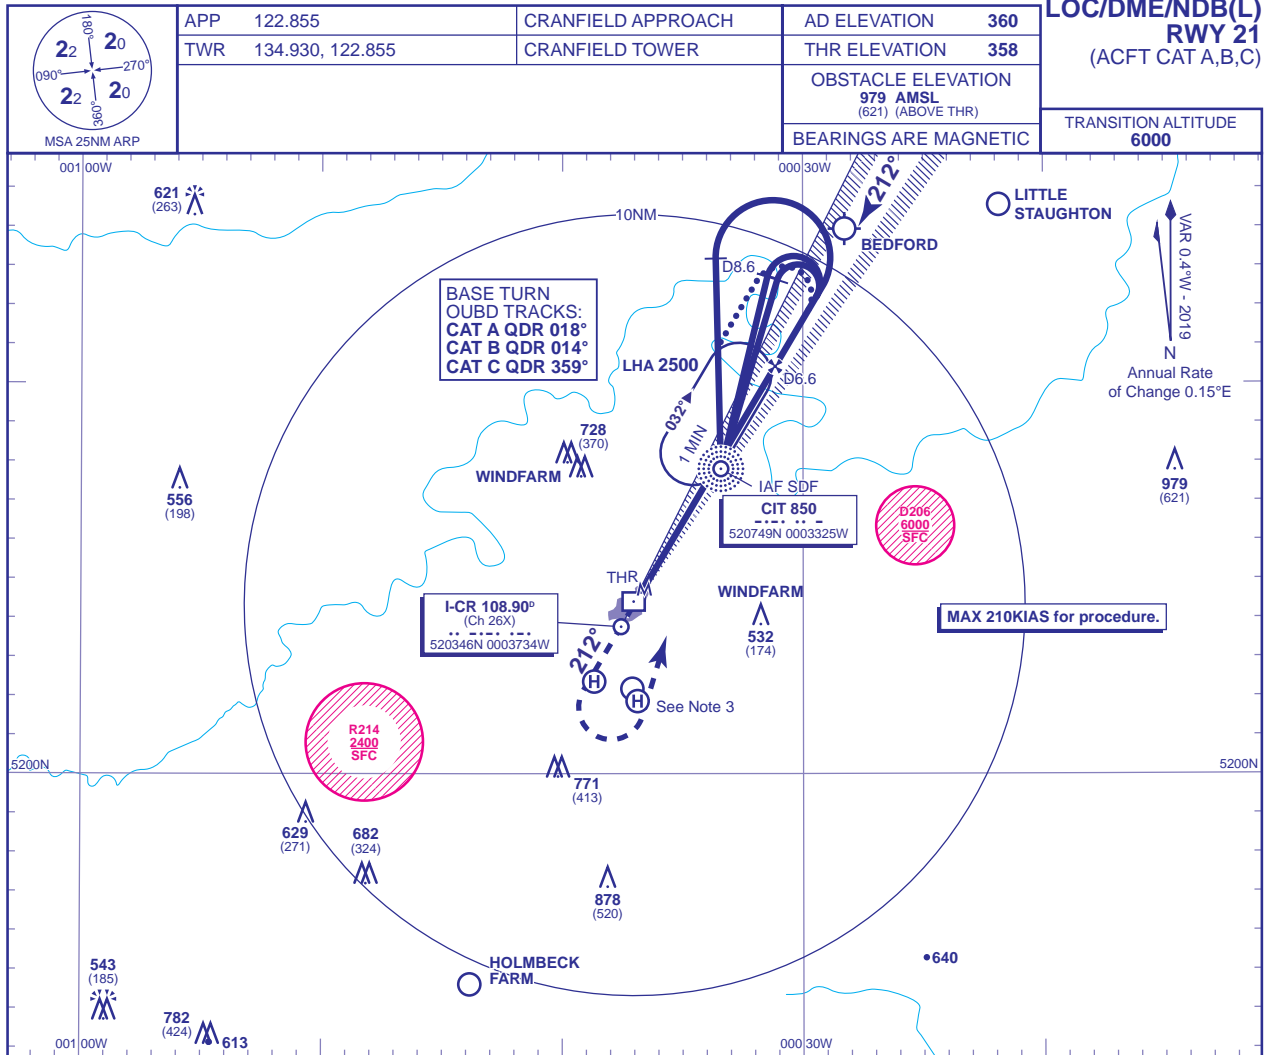 LOC/DME/NDB(L)
RWY 21
(ACFT CAT A,B,C)
APP 122.855 CRANFIELD APPROACH
TWR 134.930, 122.855 CRANFIELD TOWER
AD ELEVATION 360
THR ELEVATION 358
OBSTACLE ELEVATION
979 AMSL
(621) (ABOVE THR)
BEARINGS ARE MAGNETIC
TRANSITION ALTITUDE
6000
180°
22 20
090° 270°
22 20
360°
MSA 25NM ARP
001 00W
000 30W
621
(263)
10NM
212°
BEDFORD
LITTLE
STAUGHTON
VAR 0.4°W - 2019
N
Annual Rate
of Change 0.15°E
D8.6
BASE TURN
OUBD TRACKS:
CAT A QDR 018°
CAT B QDR 014°
CAT C QDR 359°
LHA 2500
D6.6
032°
1 MIN
728
(370)
WINDFARM
556
(198)
979
(621)
IAF SDF
CIT 850
520749N 0003325W
D206
6000
SFC
THR
WINDFARM
532
(174)
I-CR 108.90D
(Ch 26X)
520346N 0003734W
MAX 210KIAS for procedure.
212°
H
H
See Note 3
R214
2400
SFC
5200N
5200N
771
(413)
629
(271)
682
(324)
878
(520)
HOLMBECK
FARM
640
543
(185)
782
(424)
613
001 00W
000 30W